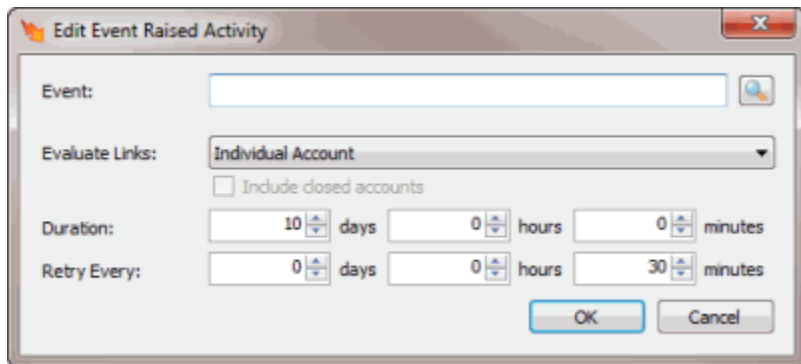 Edit Event Raised Activity
Event:
Evaluate Links: Individual Account
Include closed accounts
Duration: 10 days 0 hours 0 minutes
Retry Every: 0 days 0 hours 30 minutes
OK Cancel